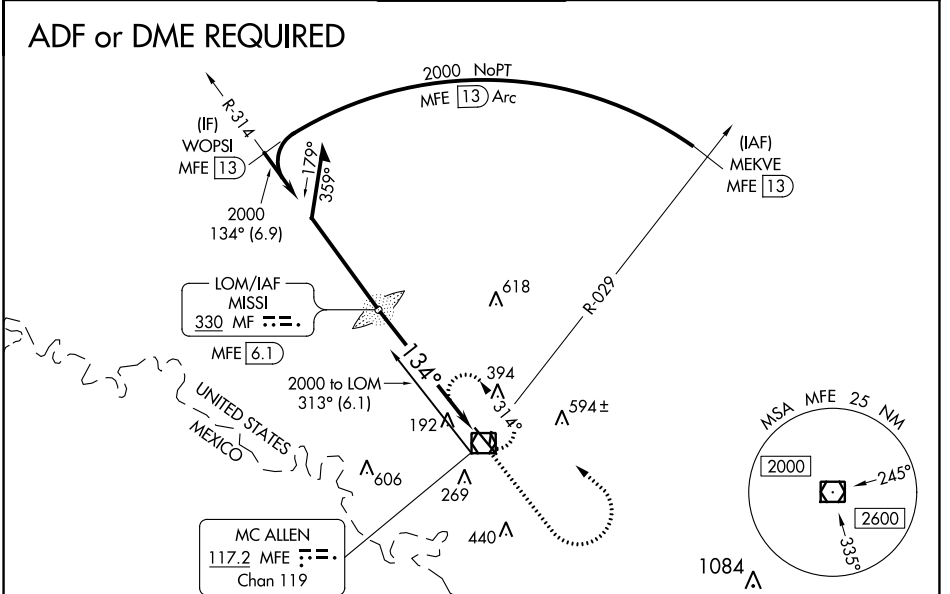 ADF or DME REQUIRED
2000 NoPT
MFE 13 Arc
R-314
(IF)
WOPSI
MFE 13
179°
359°
(IAF)
MEKVE
MFE 13
2000
134° (6.9)
LOM/IAF
MISSI
330 MF
MFE 6.1
618
R-029
134°
2000 to LOM
313° (6.1)
394
314°
594±
192
UNITED STATES
MEXICO
606
269
440
MC ALLEN
117.2 MFE
Chan 119
MSA MFE 25 NM
2000
245°
2600
335°
1084